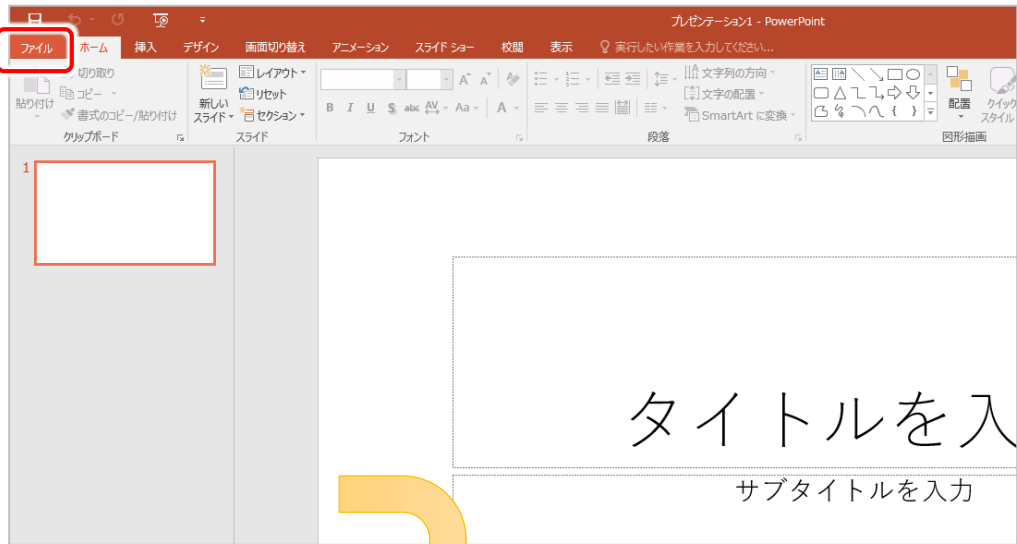 プレゼンテーション1 - PowerPoint
ファイル ホーム 挿入 デザイン 画面切り替え アニメーション スライド ショー 校閲 表示 実行したい作業を入力してください...
切り取り
コピー
書式のコピー/貼り付け
貼り付け
クリップボード
新しい
スライド
レイアウト
リセット
セクション
スライド
A A
B I U S abc AV Aa A
フォント
文字列の方向
文字の配置
SmartArt に変換
段落
配置
クイック
スタイル
図形描画
1
タイトルを入
サブタイトルを入力